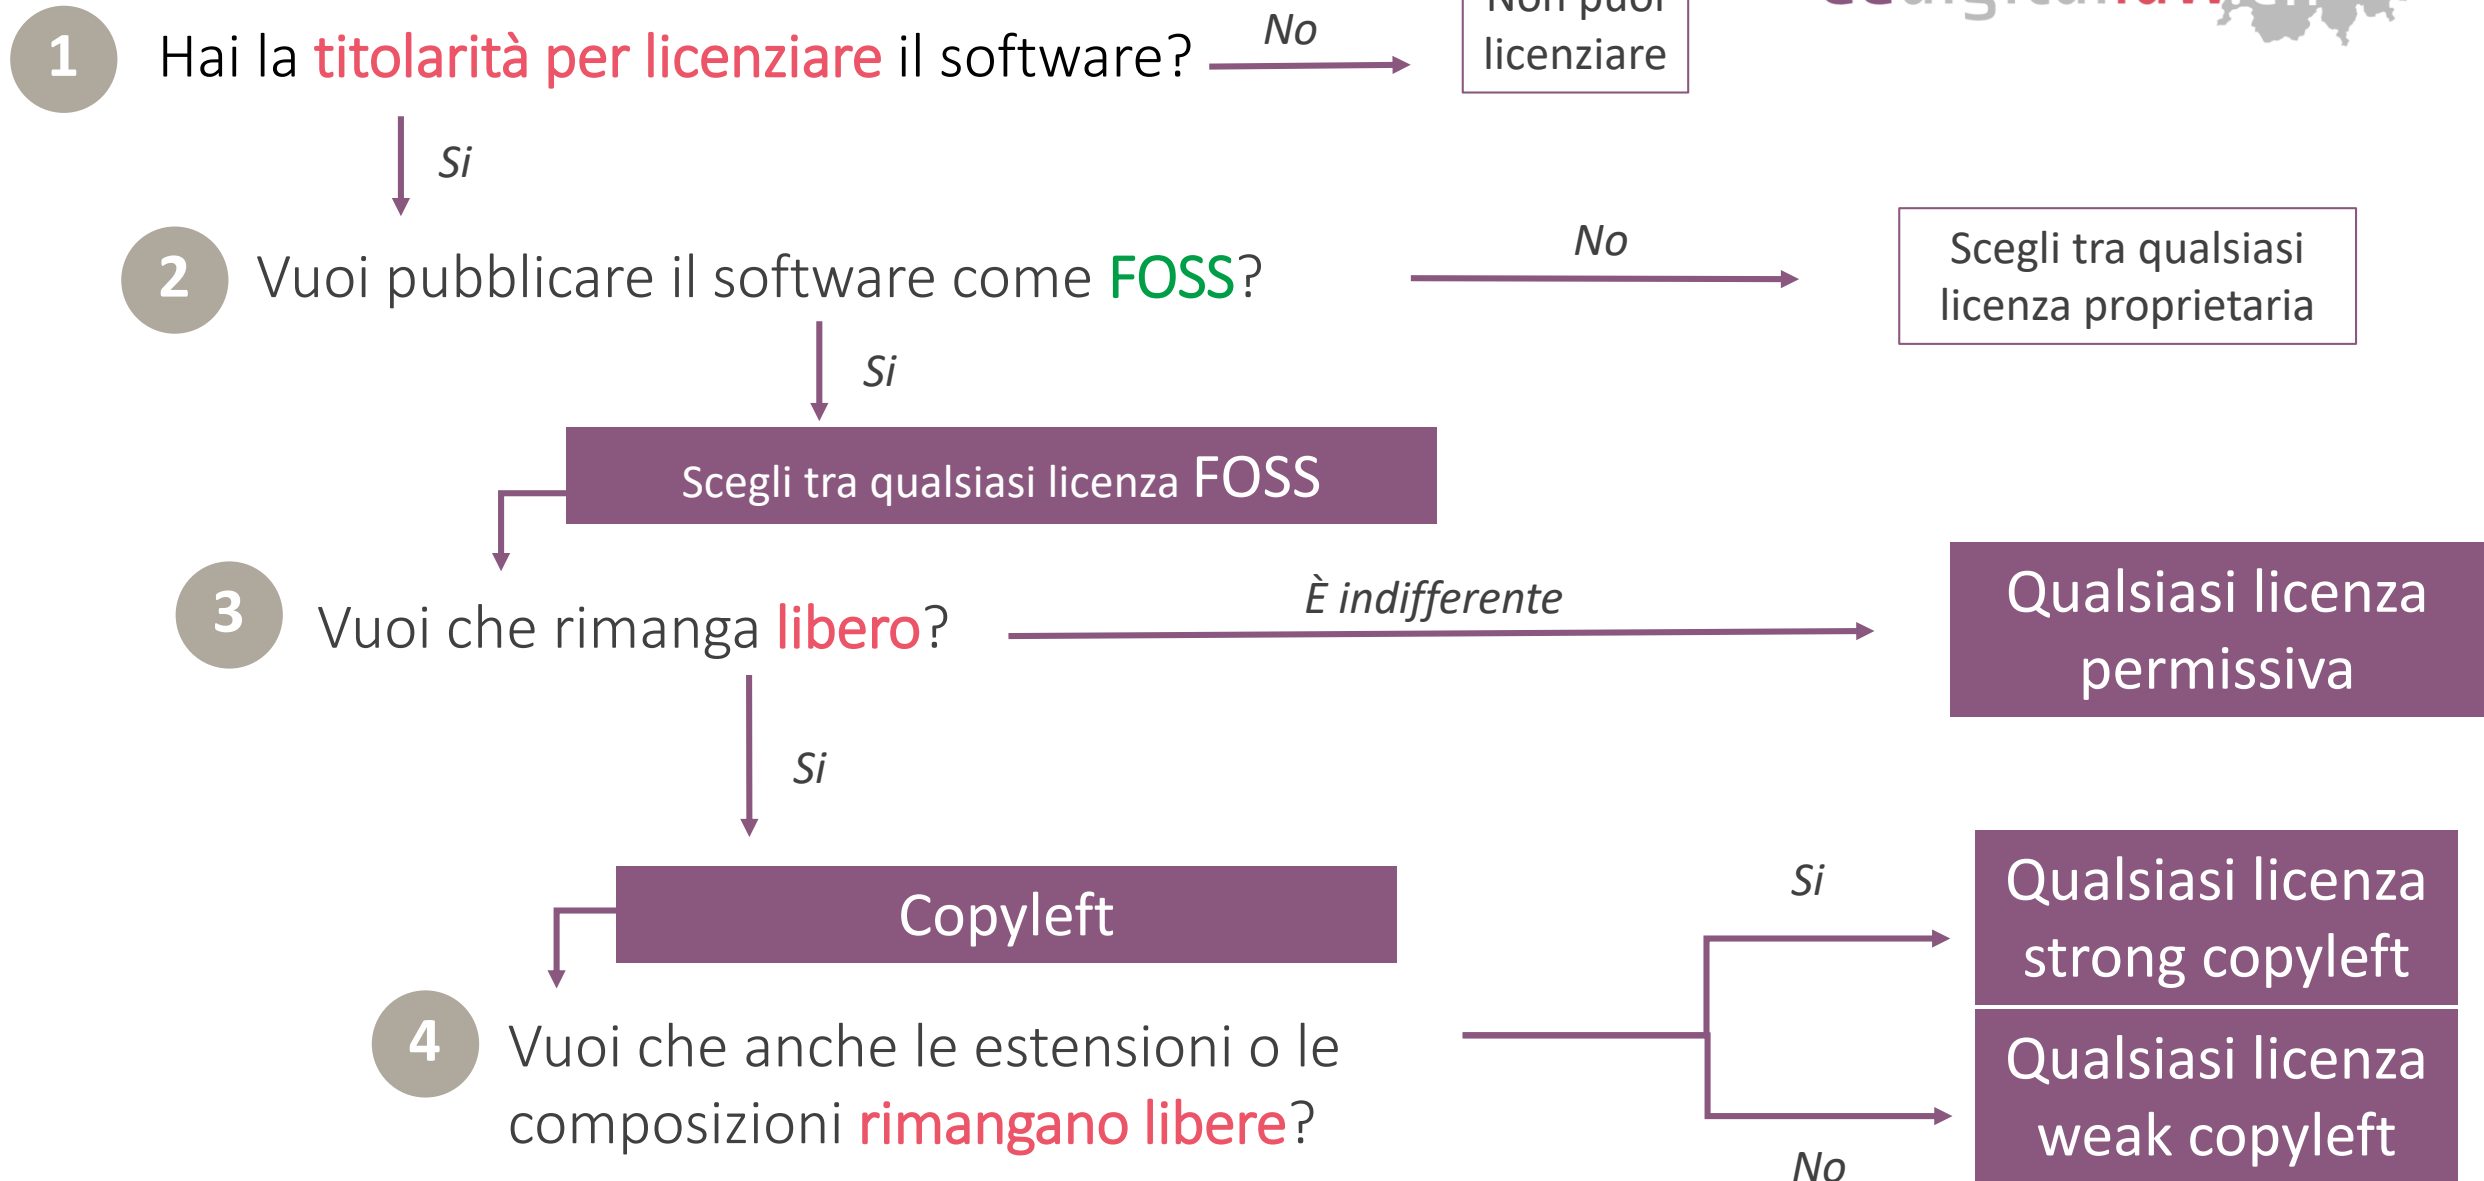 1
Hai la titolarità per licenziare il software?
No
Non puoi
licenziare
Si
2
Vuoi pubblicare il software come FOSS?
No
Scegli tra qualsiasi
licenza proprietaria
Si
Scegli tra qualsiasi licenza FOSS
3
Vuoi che rimanga libero?
È indifferente
Qualsiasi licenza
permissiva
Si
Copyleft
Si
Qualsiasi licenza
strong copyleft
4
Vuoi che anche le estensioni o le
composizioni rimangano libere?
Qualsiasi licenza
weak copyleft
No